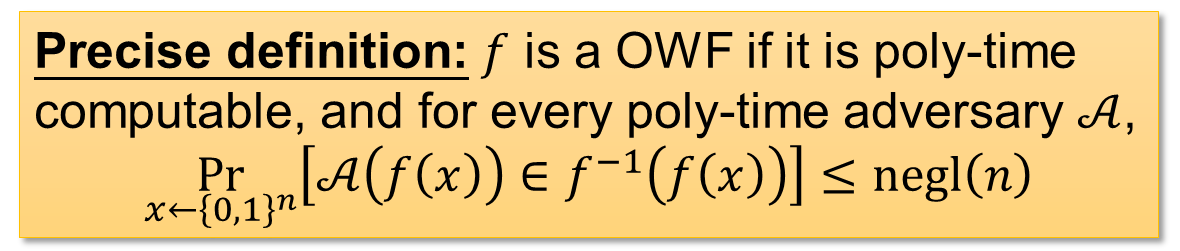 Precise definition: 𝑓 is a OWF if it is poly-time
computable, and for every poly-time adversary 𝒜,
Pr[𝒜(𝑓(𝑥)) ∈ 𝑓⁻¹(𝑓(𝑥))] ≤ negl(𝑛)
𝑥←{0,1}ⁿ